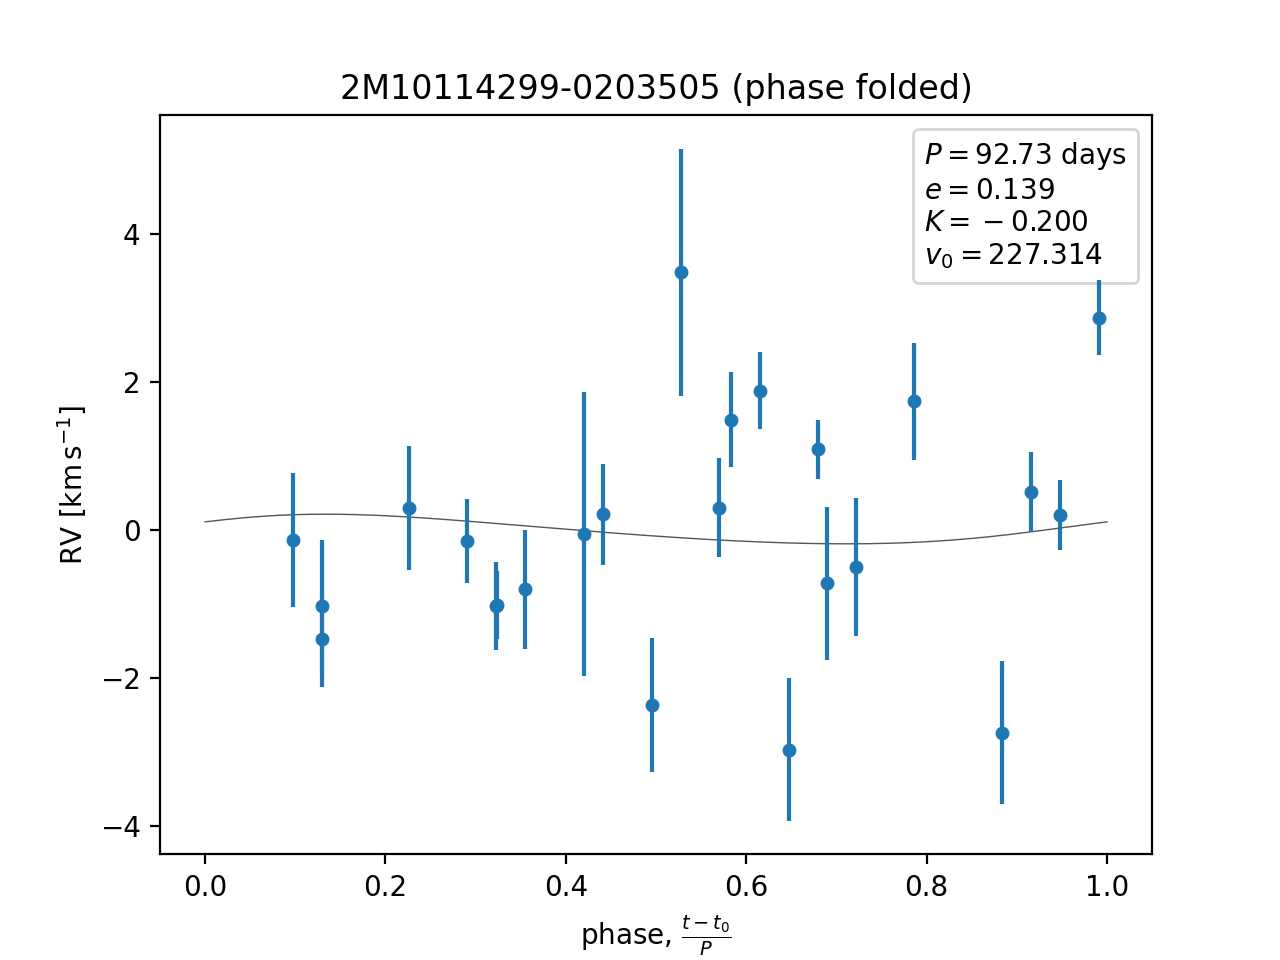 2M10114299-0203505 (phase folded)
P = 92.73 days
e = 0.139
K = −0.200
v₀ = 227.314
4
2
0
−2
−4
RV [km s⁻¹]
0.0 0.2 0.4 0.6 0.8 1.0
phase, (t − t₀)/P